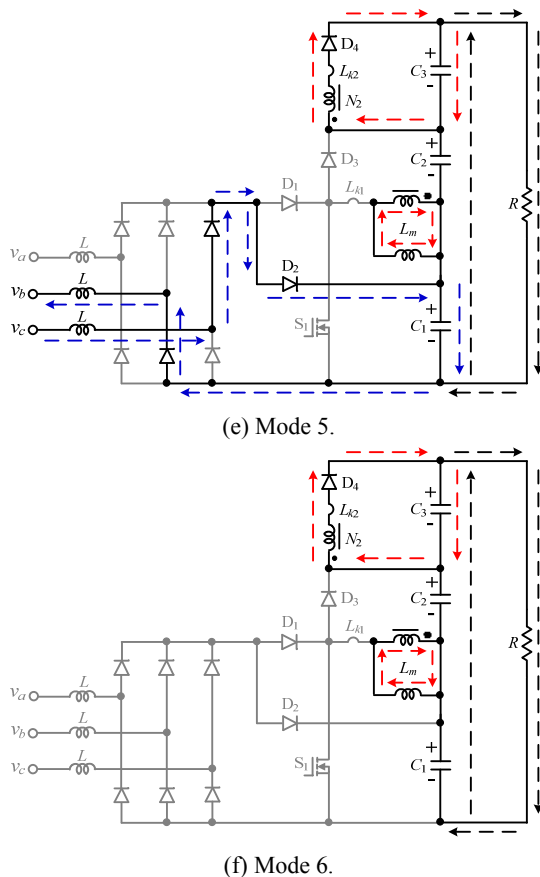 D4
Lk2
N2
+
C3
-
D3
+
C2
-
D1
Lk1
R
L
va
Lm
L
vb
D2
L
vc
S1
+
C1
-
(e) Mode 5.
D4
Lk2
N2
+
C3
-
D3
+
C2
-
D1
Lk1
R
L
va
Lm
L
vb
D2
L
vc
S1
+
C1
-
(f) Mode 6.